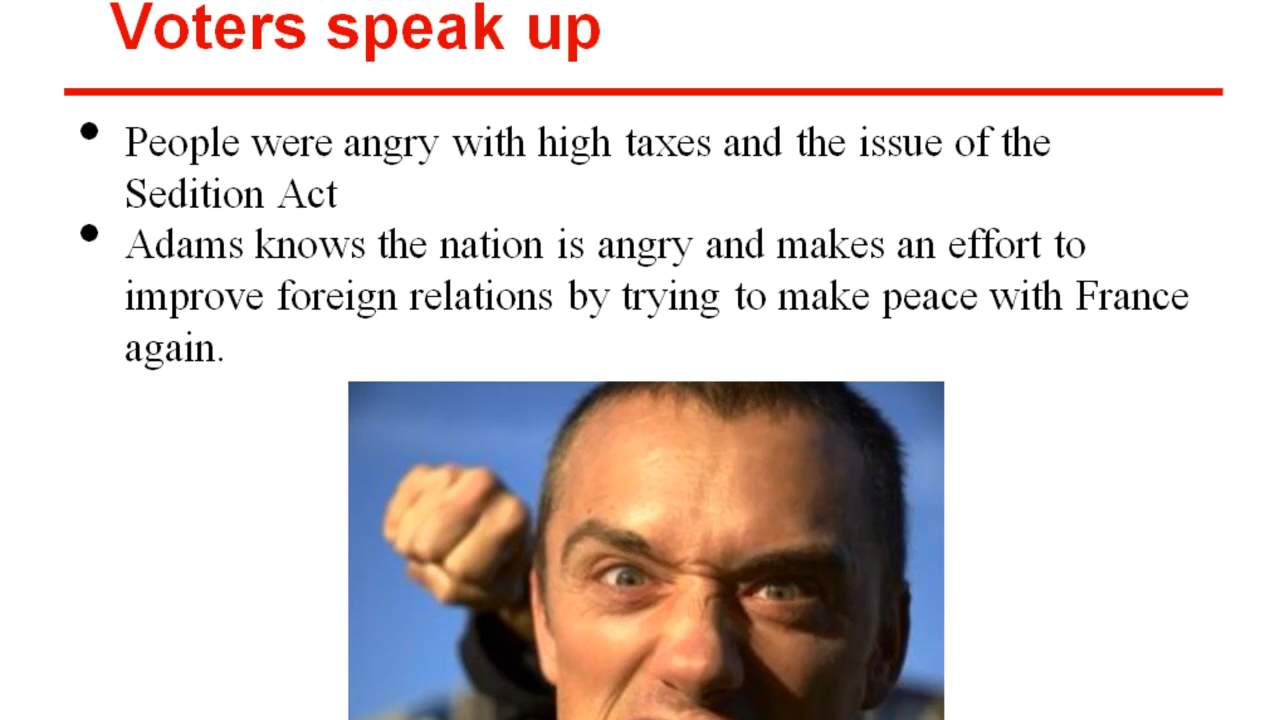 Voters speak up
• People were angry with high taxes and the issue of the
Sedition Act
• Adams knows the nation is angry and makes an effort to
improve foreign relations by trying to make peace with France
again.